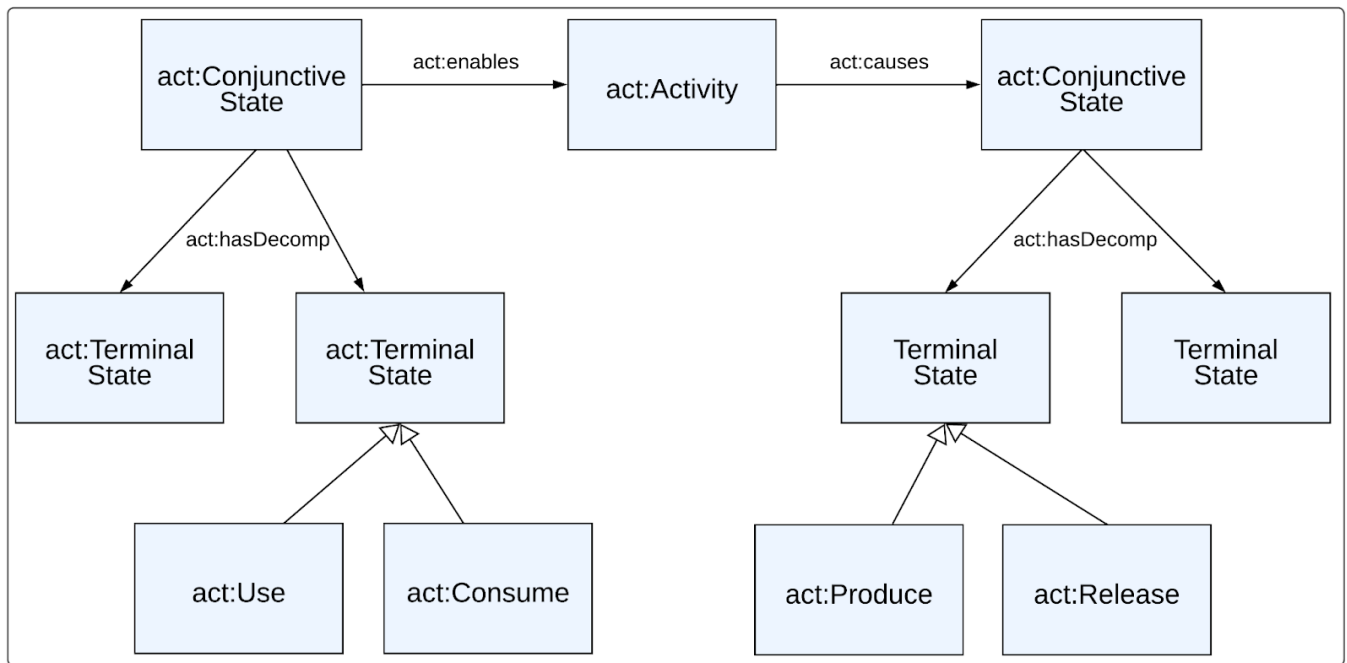 act:Conjunctive
State
act:enables
act:Activity
act:causes
act:Conjunctive
State
act:hasDecomp
act:hasDecomp
act:Terminal
State
act:Terminal
State
Terminal
State
Terminal
State
act:Use
act:Consume
act:Produce
act:Release